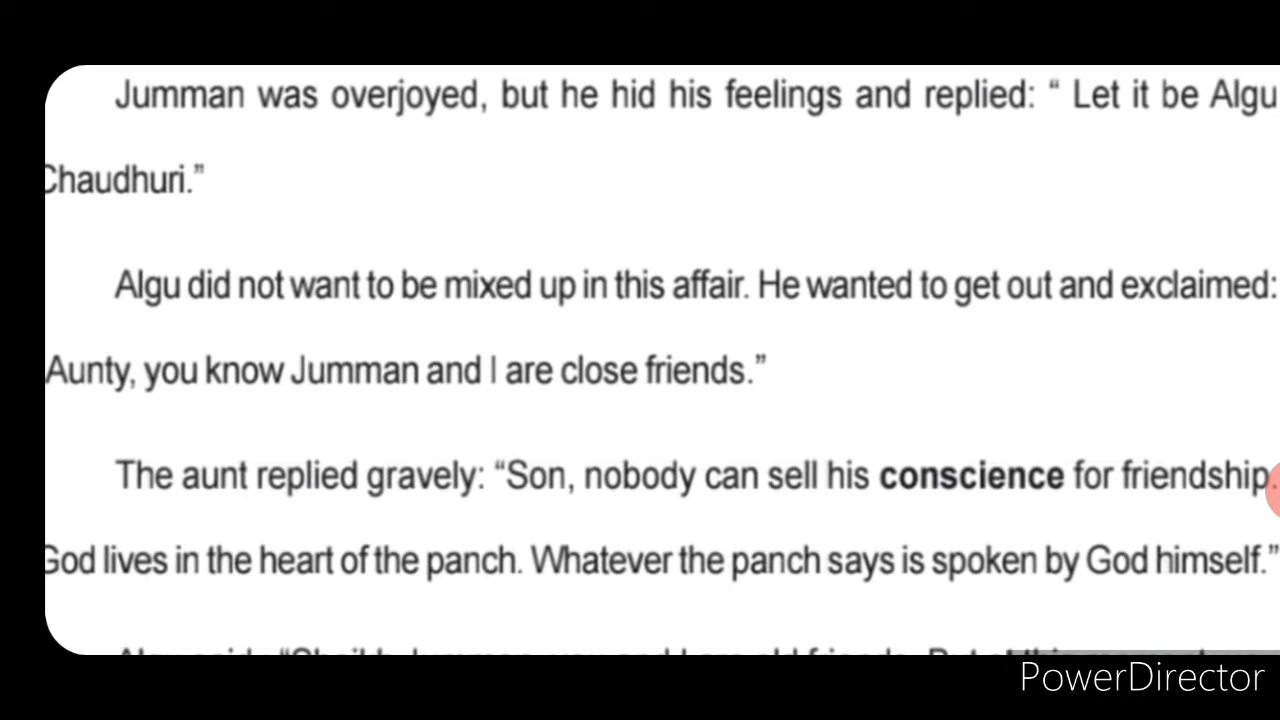 Jumman was overjoyed, but he hid his feelings and replied: “ Let it be Algu
Chaudhuri.”
Algu did not want to be mixed up in this affair. He wanted to get out and exclaimed:
Aunty, you know Jumman and I are close friends.”
The aunt replied gravely: “Son, nobody can sell his conscience for friendship.
God lives in the heart of the panch. Whatever the panch says is spoken by God himself.”
PowerDirector